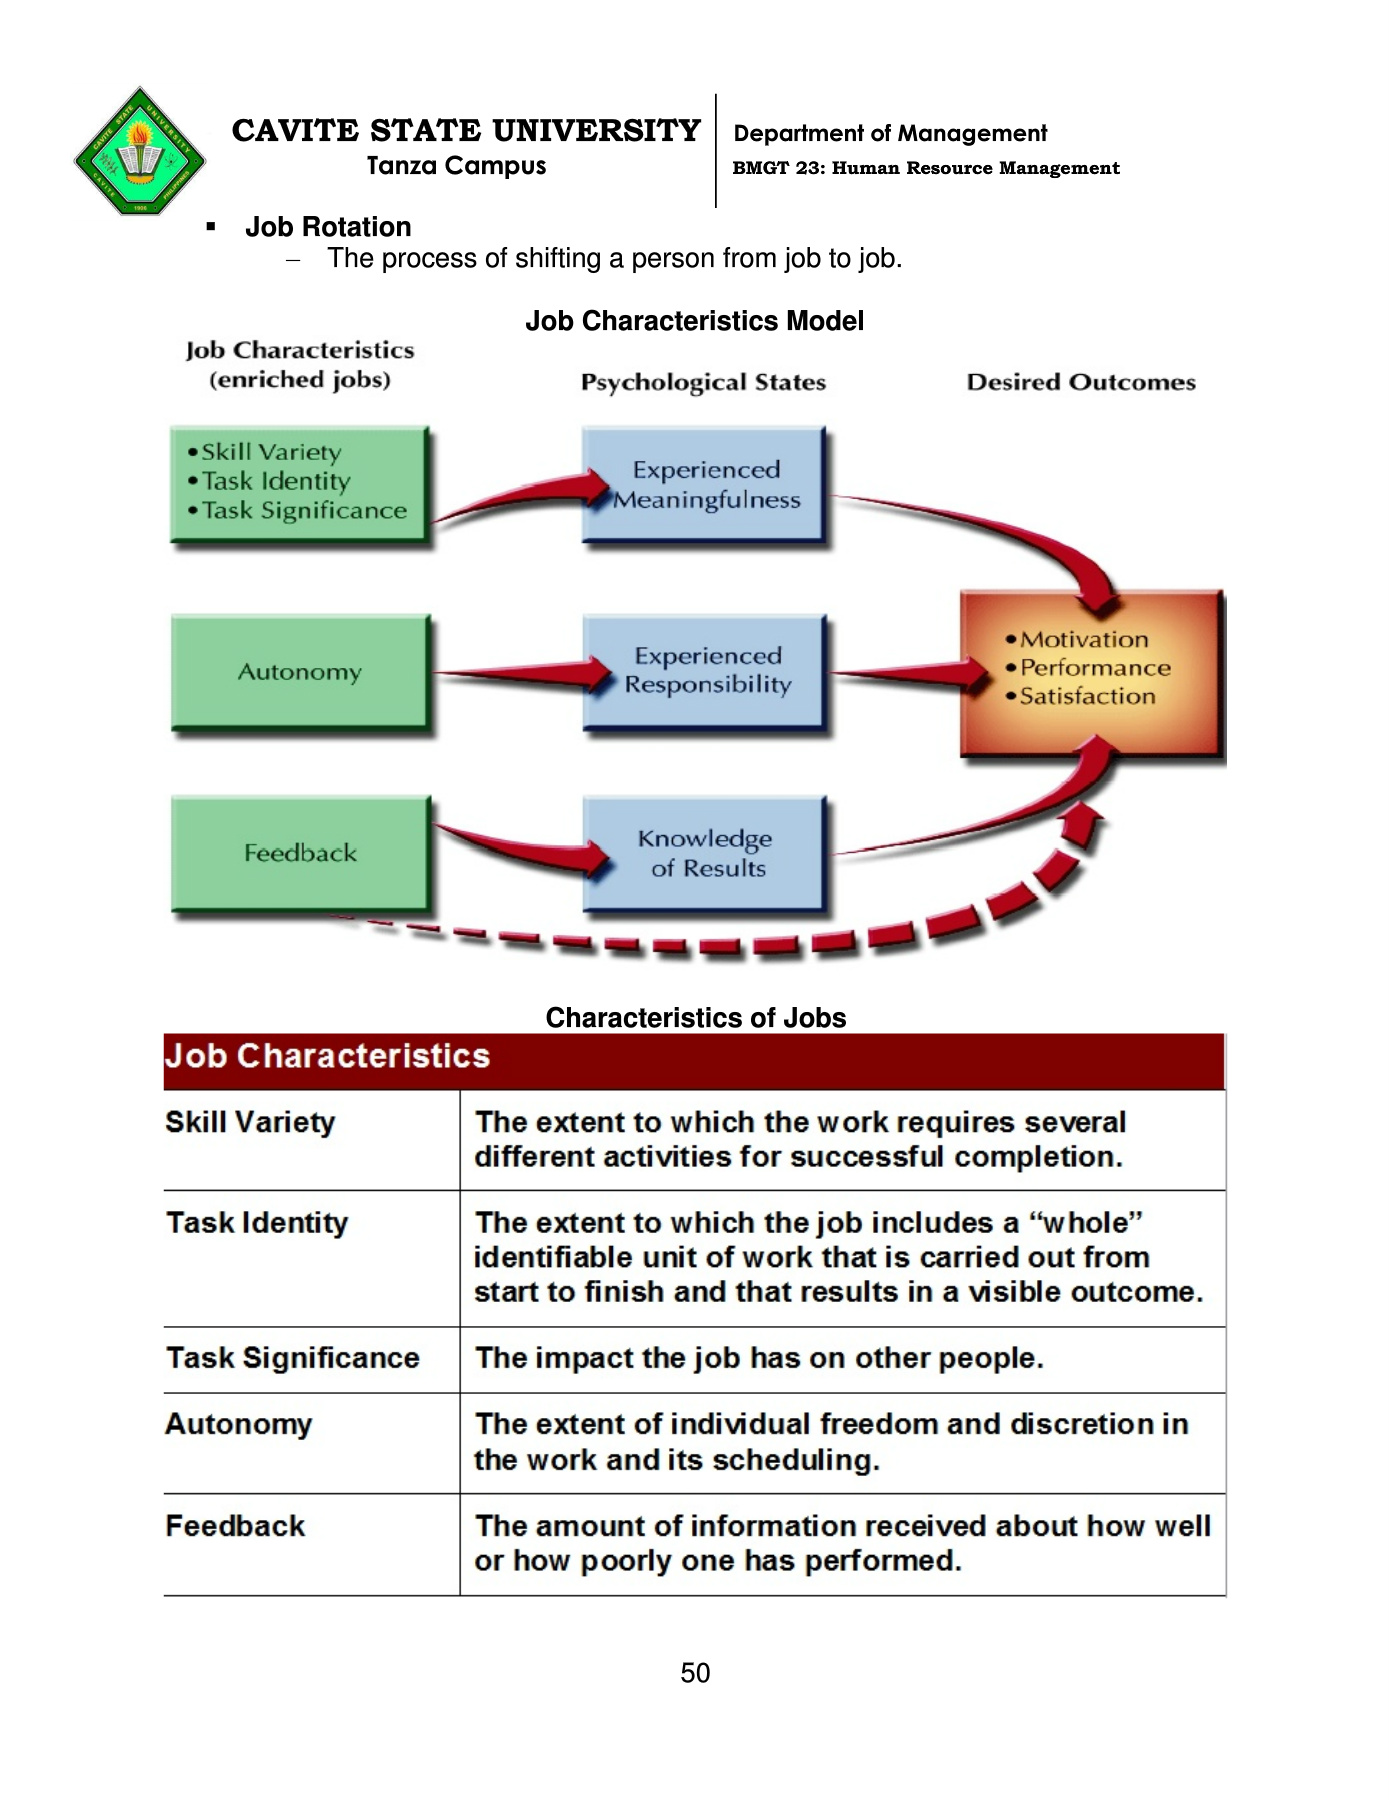 CAVITE STATE UNIVERSITY
Tanza Campus
Department of Management
BMGT 23: Human Resource Management
CAVITE STATE UNIVERSITY
CAVITE
PHILIPPINES
1906
▪ Job Rotation
– The process of shifting a person from job to job.
Job Characteristics Model
Job Characteristics
(enriched jobs)
Psychological States
Desired Outcomes
•Skill Variety
•Task Identity
•Task Significance
Experienced
Meaningfulness
Autonomy
Experienced
Responsibility
•Motivation
•Performance
•Satisfaction
Feedback
Knowledge
of Results
Characteristics of Jobs
Job Characteristics
Skill Variety
The extent to which the work requires several
different activities for successful completion.
Task Identity
The extent to which the job includes a “whole”
identifiable unit of work that is carried out from
start to finish and that results in a visible outcome.
Task Significance
The impact the job has on other people.
Autonomy
The extent of individual freedom and discretion in
the work and its scheduling.
Feedback
The amount of information received about how well
or how poorly one has performed.
50